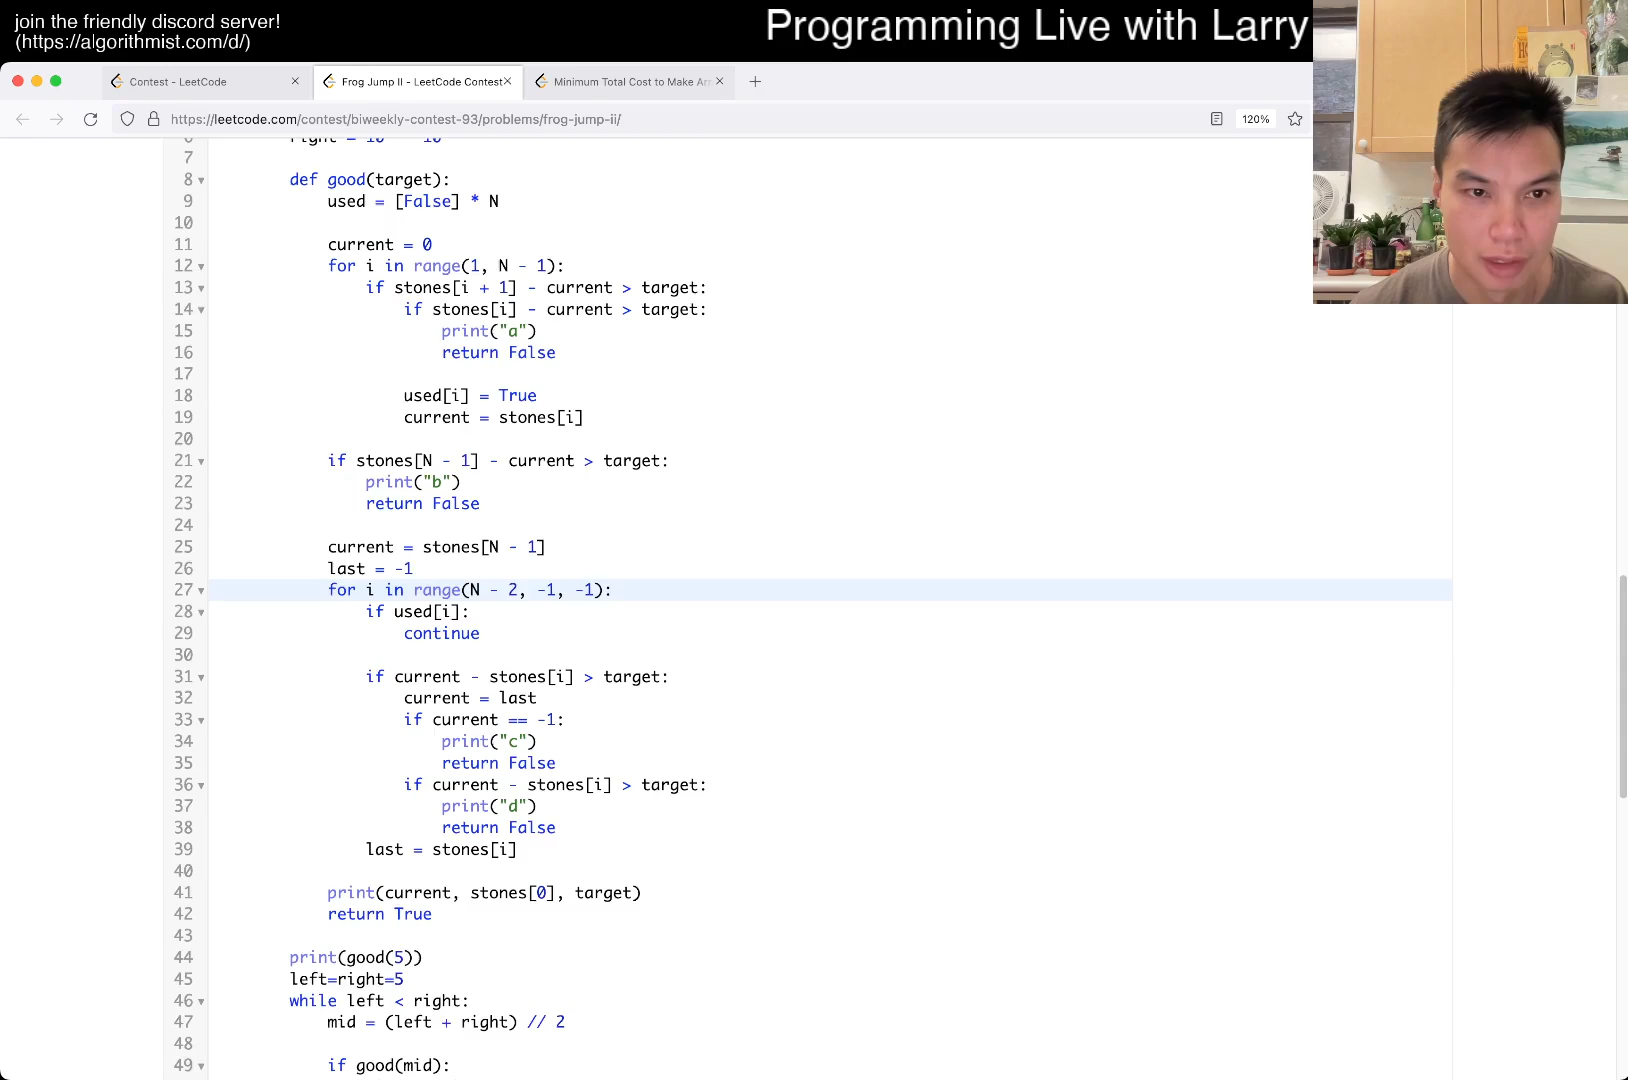 join the friendly discord server!
(https://algorithmist.com/d/)
Programming Live with Larry
Contest - LeetCode
Frog Jump II - LeetCode Contest
Minimum Total Cost to Make Arr
https://leetcode.com/contest/biweekly-contest-93/problems/frog-jump-ii/
120%
7
8 def good(target):
9 used = [False] * N
10
11 current = 0
12 for i in range(1, N - 1):
13 if stones[i + 1] - current > target:
14 if stones[i] - current > target:
15 print("a")
16 return False
17
18 used[i] = True
19 current = stones[i]
20
21 if stones[N - 1] - current > target:
22 print("b")
23 return False
24
25 current = stones[N - 1]
26 last = -1
27 for i in range(N - 2, -1, -1):
28 if used[i]:
29 continue
30
31 if current - stones[i] > target:
32 current = last
33 if current == -1:
34 print("c")
35 return False
36 if current - stones[i] > target:
37 print("d")
38 return False
39 last = stones[i]
40
41 print(current, stones[0], target)
42 return True
43
44 print(good(5))
45 left=right=5
46 while left < right:
47 mid = (left + right) // 2
48
49 if good(mid):